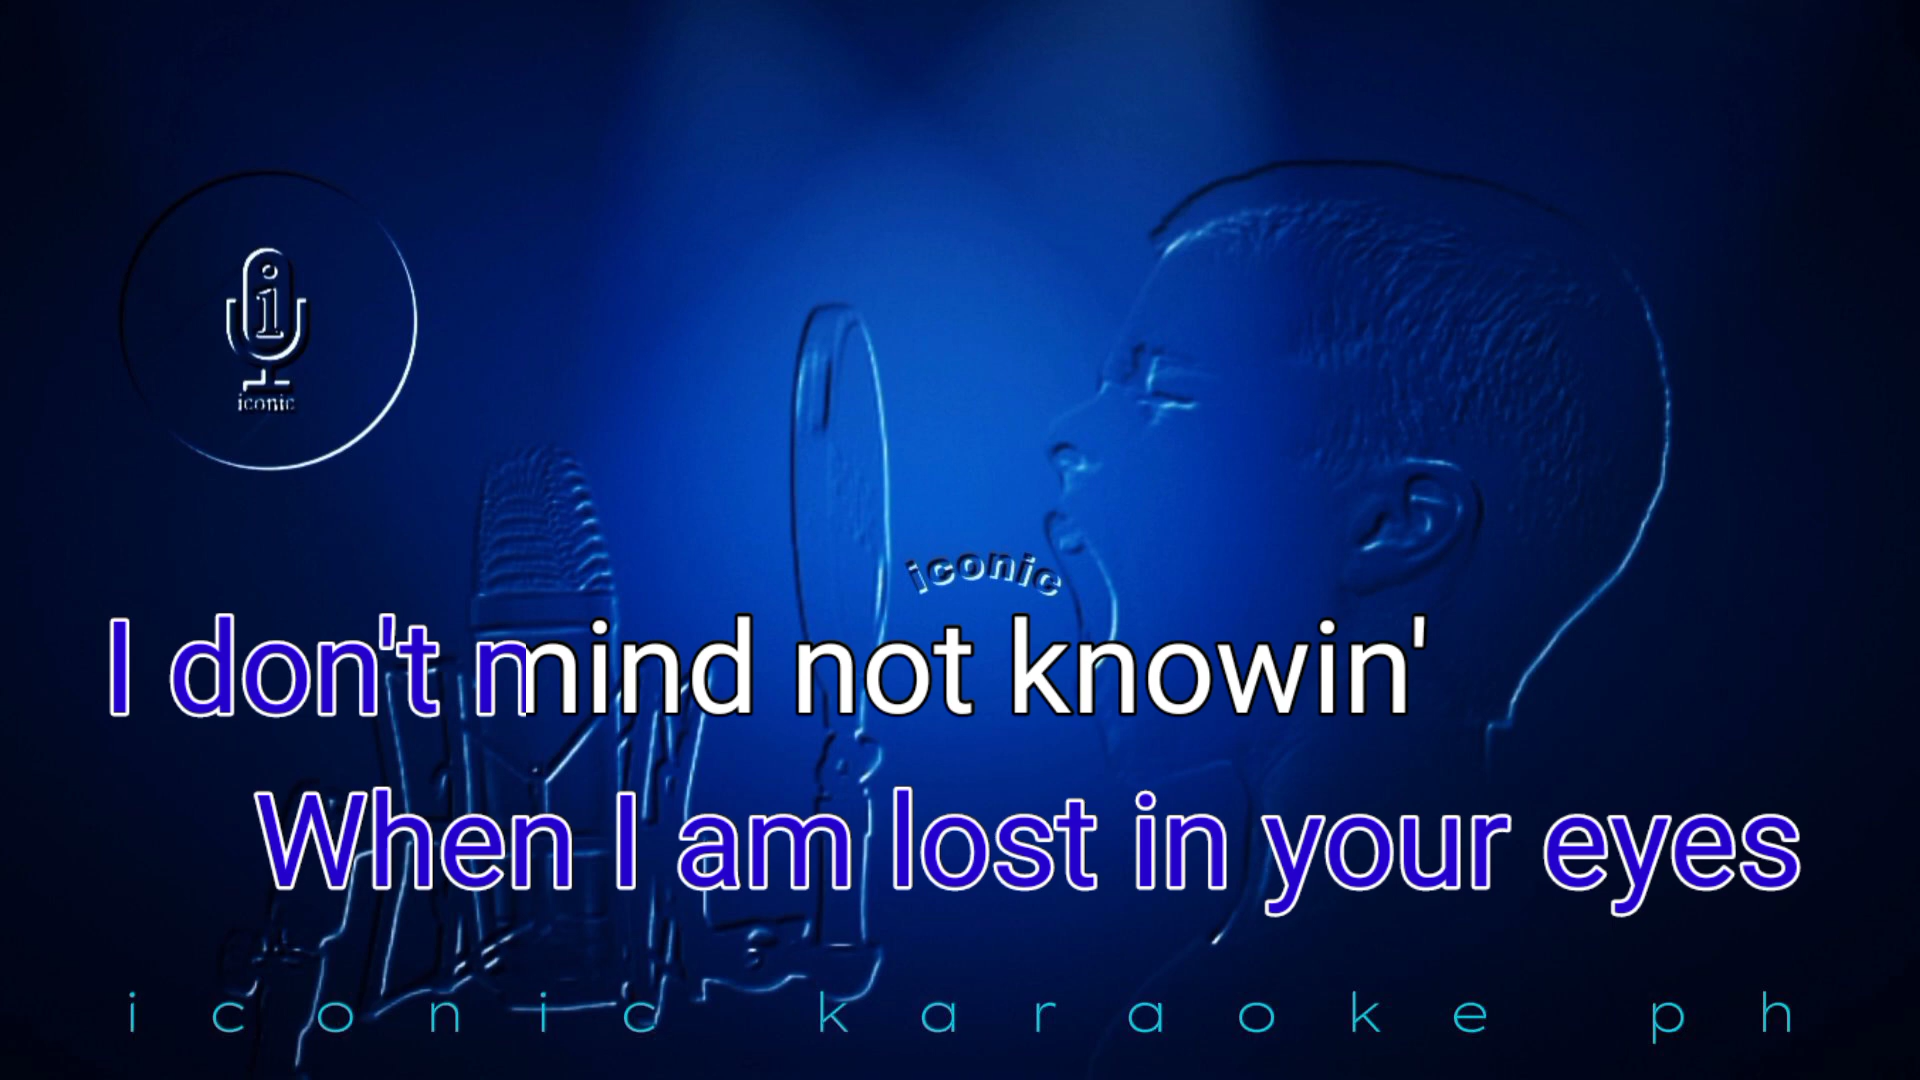 i
iconic
iconic
I don't mind not knowin'
When I am lost in your eyes
iconic karaoke ph